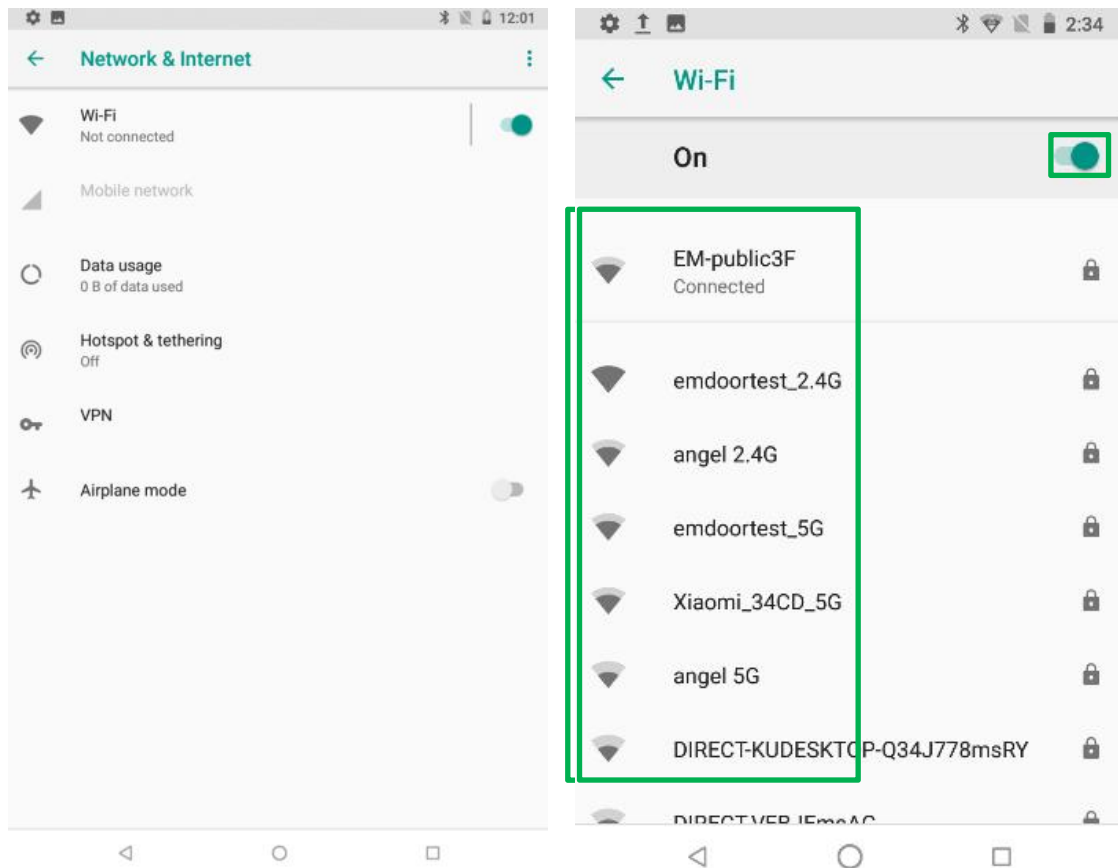 12:01
Network & Internet
Wi-Fi
Not connected
Mobile network
Data usage
0 B of data used
Hotspot & tethering
Off
VPN
Airplane mode
2:34
Wi-Fi
On
EM-public3F
Connected
emdoortest_2.4G
angel 2.4G
emdoortest_5G
Xiaomi_34CD_5G
angel 5G
DIRECT-KUDESKTOP-Q34J778msRY